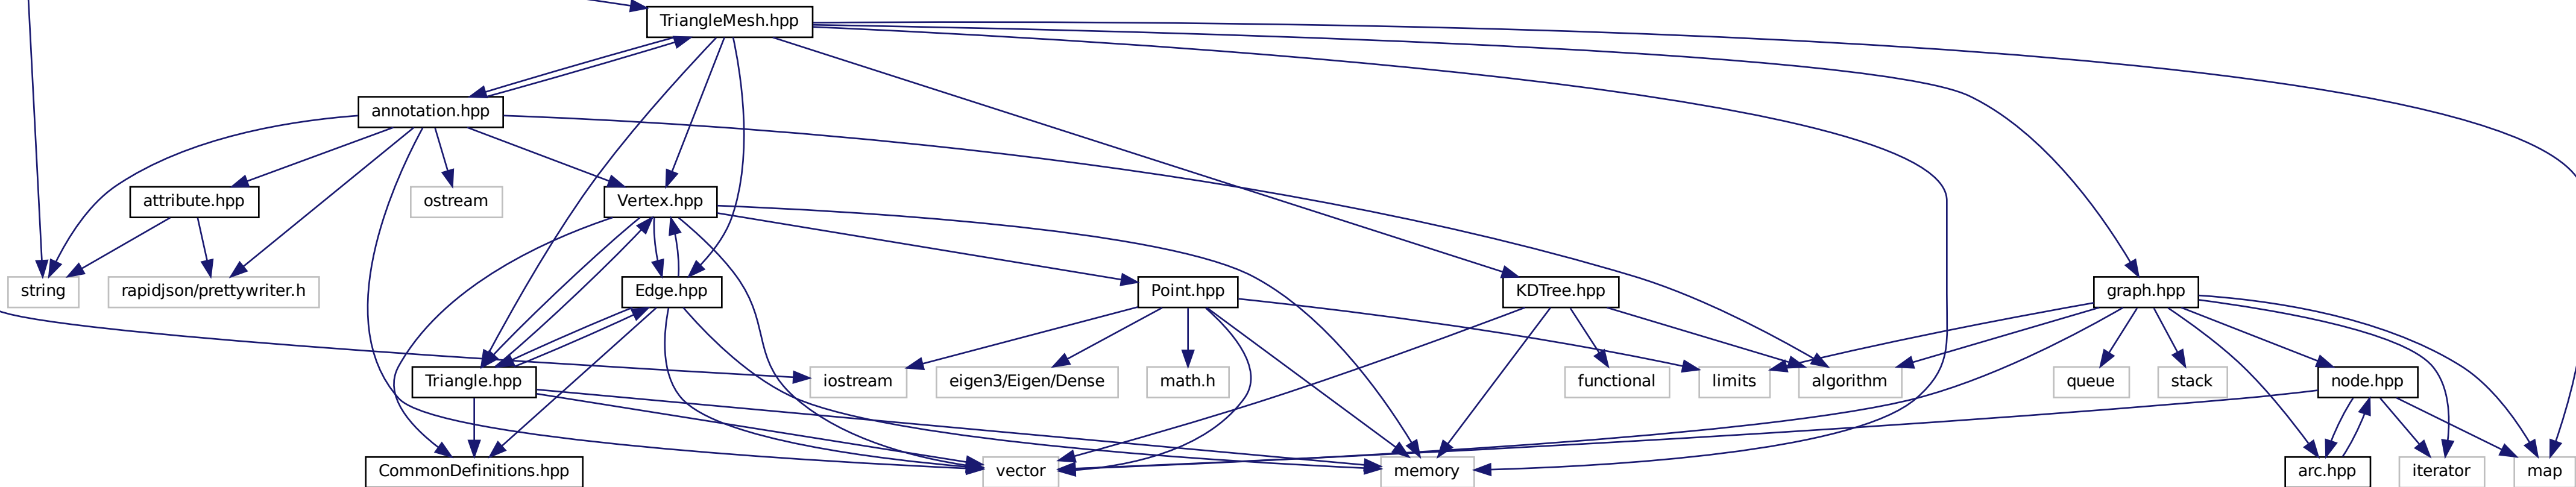 TriangleMesh.hpp
annotation.hpp
attribute.hpp
ostream
Vertex.hpp
string
rapidjson/prettywriter.h
Edge.hpp
Point.hpp
KDTree.hpp
graph.hpp
Triangle.hpp
iostream
eigen3/Eigen/Dense
math.h
functional
limits
algorithm
queue
stack
node.hpp
CommonDefinitions.hpp
vector
memory
arc.hpp
iterator
map